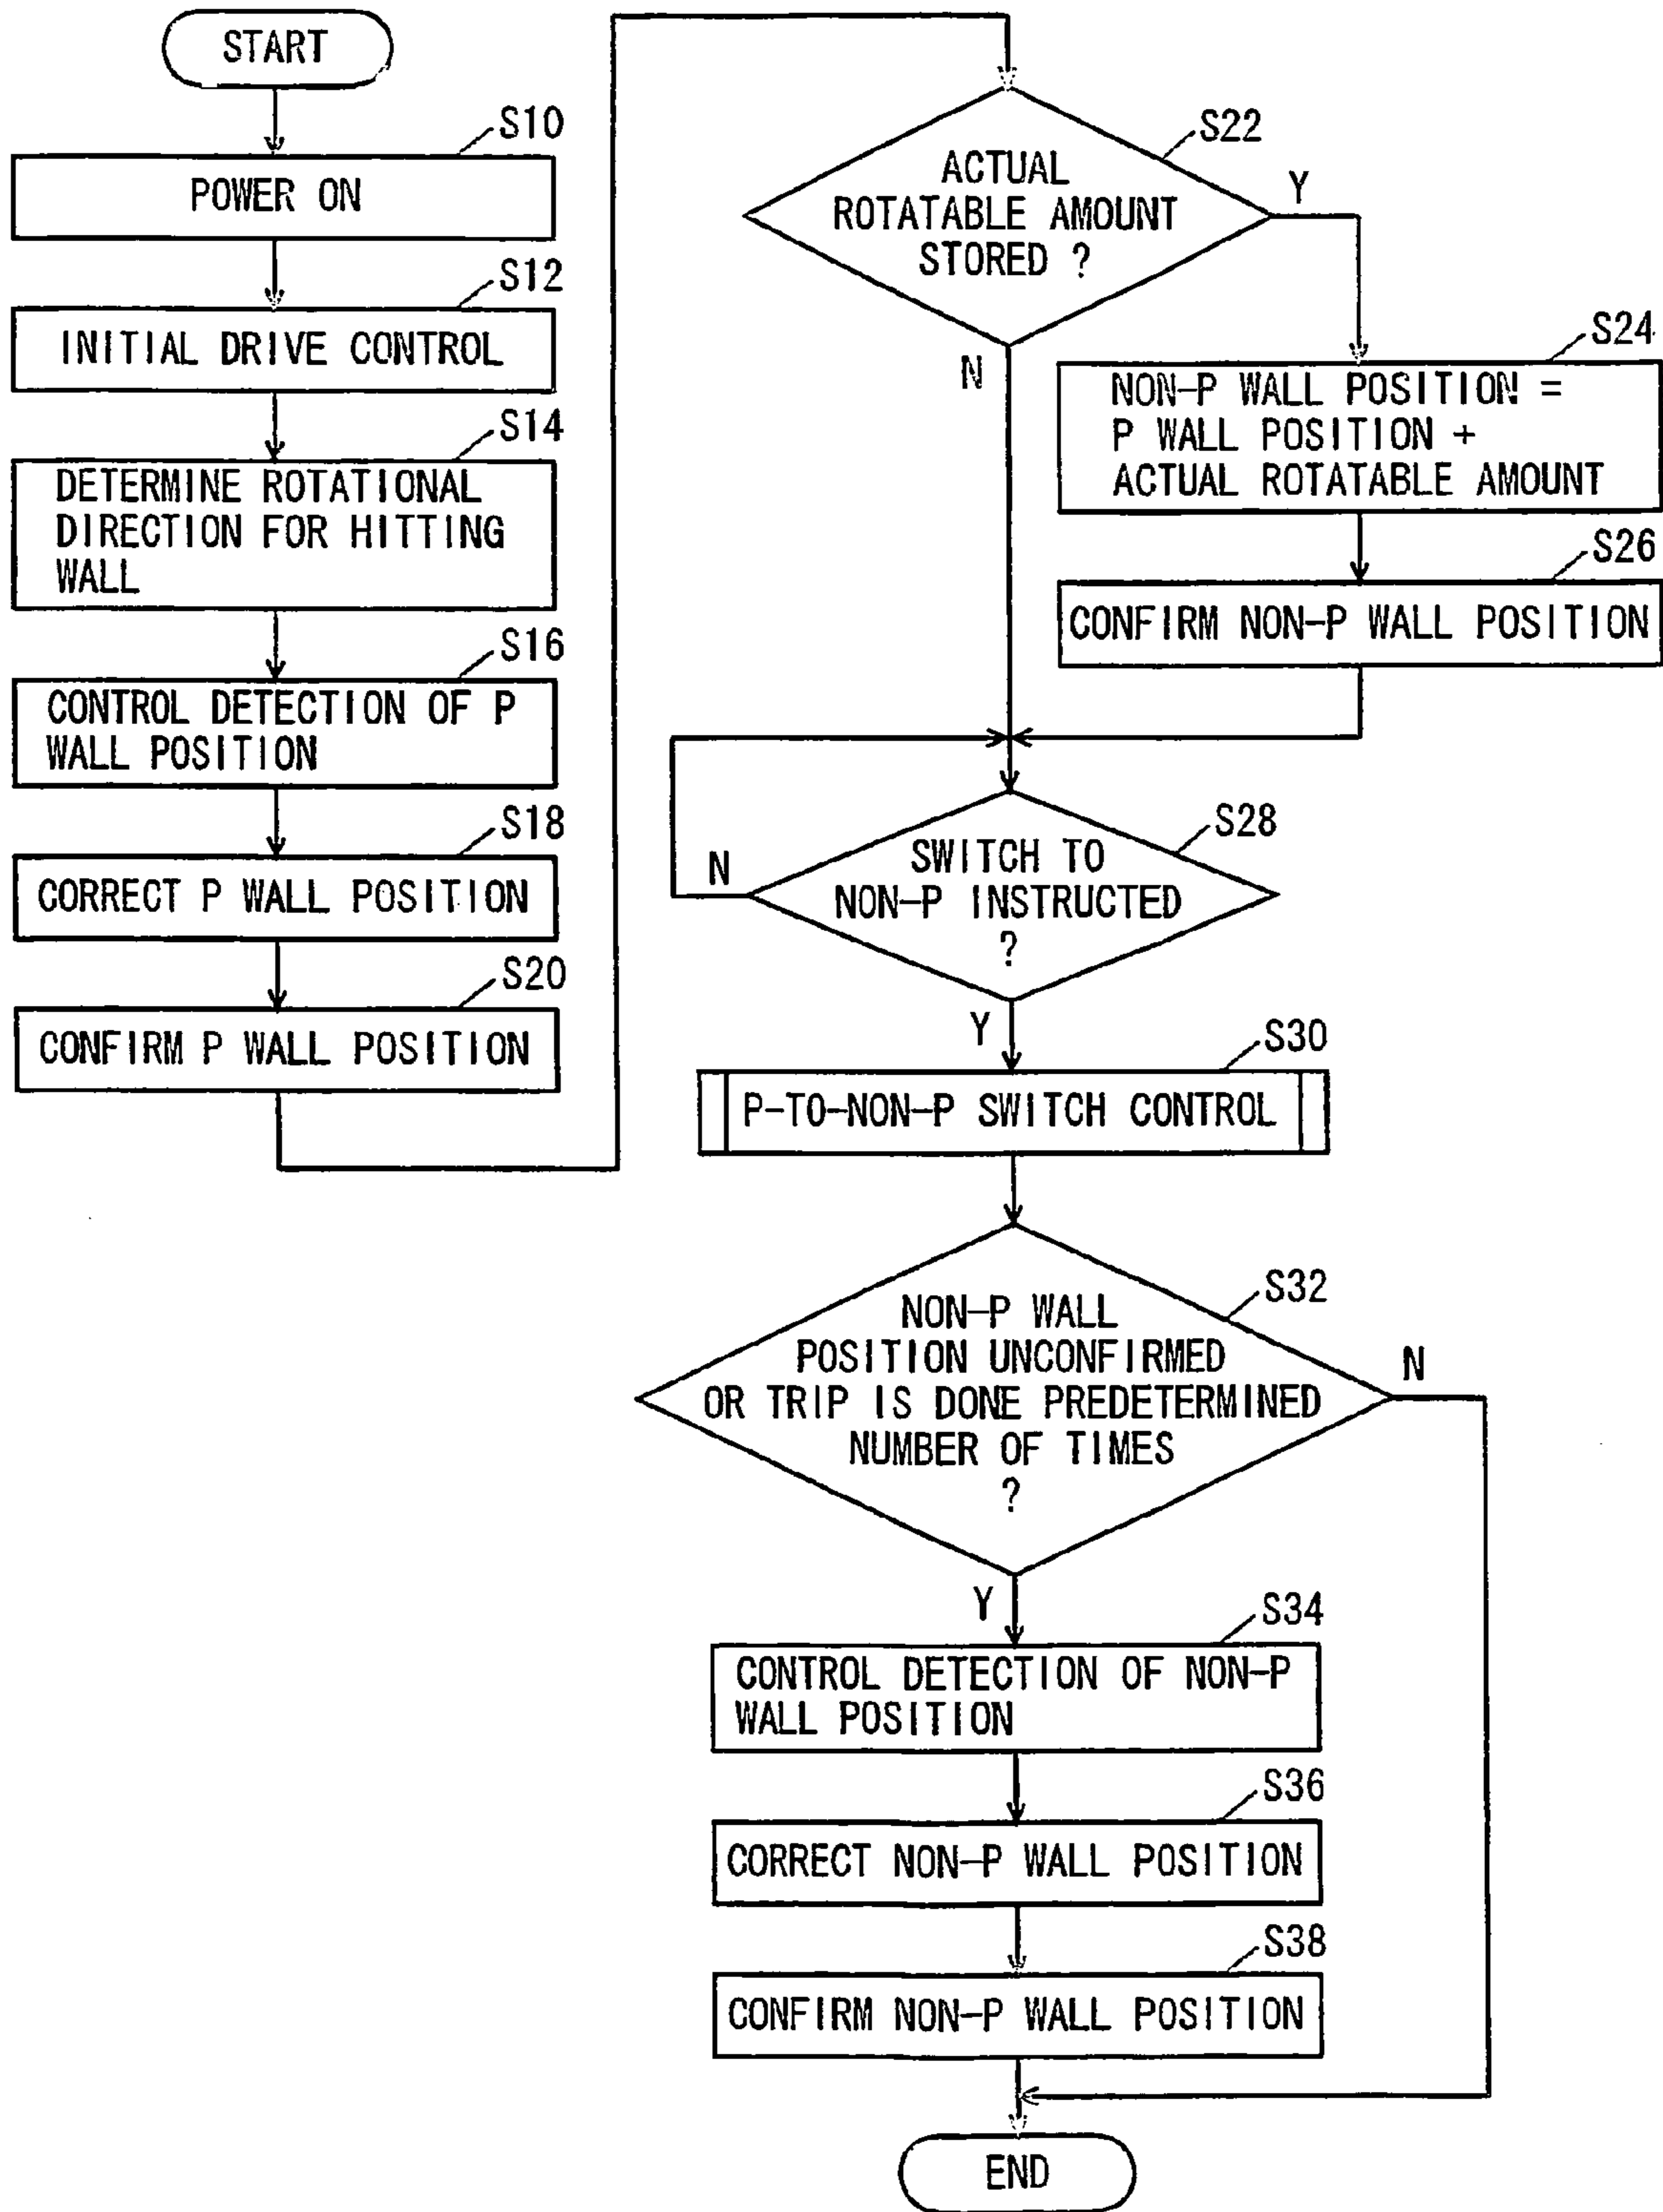 START
S10
POWER ON
S12
INITIAL DRIVE CONTROL
S14
DETERMINE ROTATIONAL
DIRECTION FOR HITTING
WALL
S16
CONTROL DETECTION OF P
WALL POSITION
S18
CORRECT P WALL POSITION
S20
CONFIRM P WALL POSITION
S22
ACTUAL
ROTATABLE AMOUNT
STORED ?
Y
N
S24
NON-P WALL POSITION =
P WALL POSITION +
ACTUAL ROTATABLE AMOUNT
S26
CONFIRM NON-P WALL POSITION
S28
SWITCH TO
NON-P INSTRUCTED
?
N
Y
S30
P-TO-NON-P SWITCH CONTROL
S32
NON-P WALL
POSITION UNCONFIRMED
OR TRIP IS DONE PREDETERMINED
NUMBER OF TIMES
?
N
Y
S34
CONTROL DETECTION OF NON-P
WALL POSITION
S36
CORRECT NON-P WALL POSITION
S38
CONFIRM NON-P WALL POSITION
END